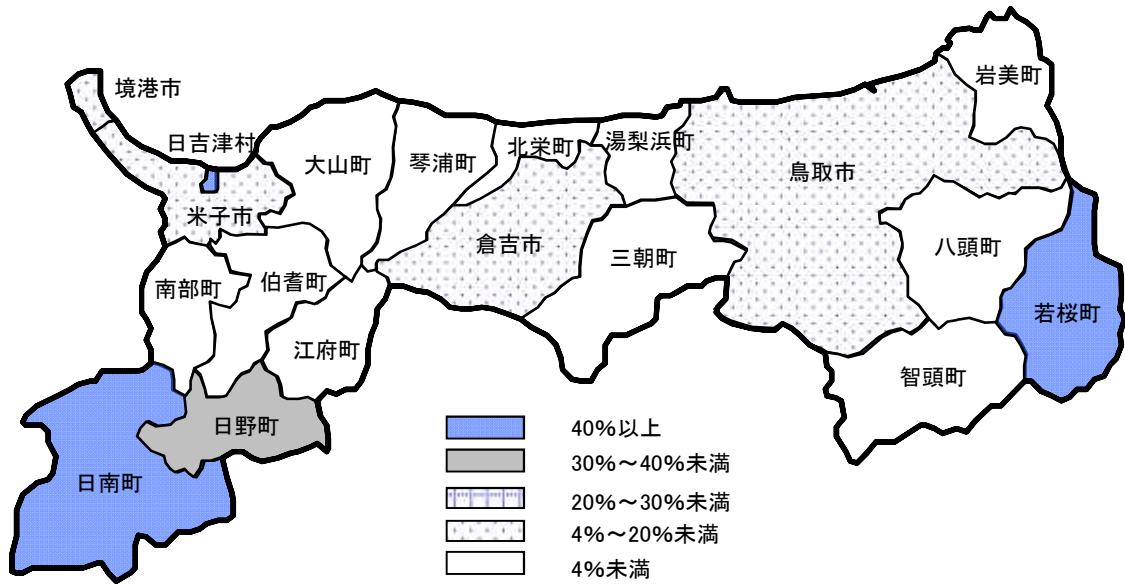 境港市
岩美町
日吉津村
大山町
琴浦町
北栄町
湯梨浜町
鳥取市
米子市
倉吉市
三朝町
八頭町
南部町
伯耆町
若桜町
江府町
智頭町
日野町
日南町
40%以上
30%~40%未満
20%~30%未満
4%~20%未満
4%未満